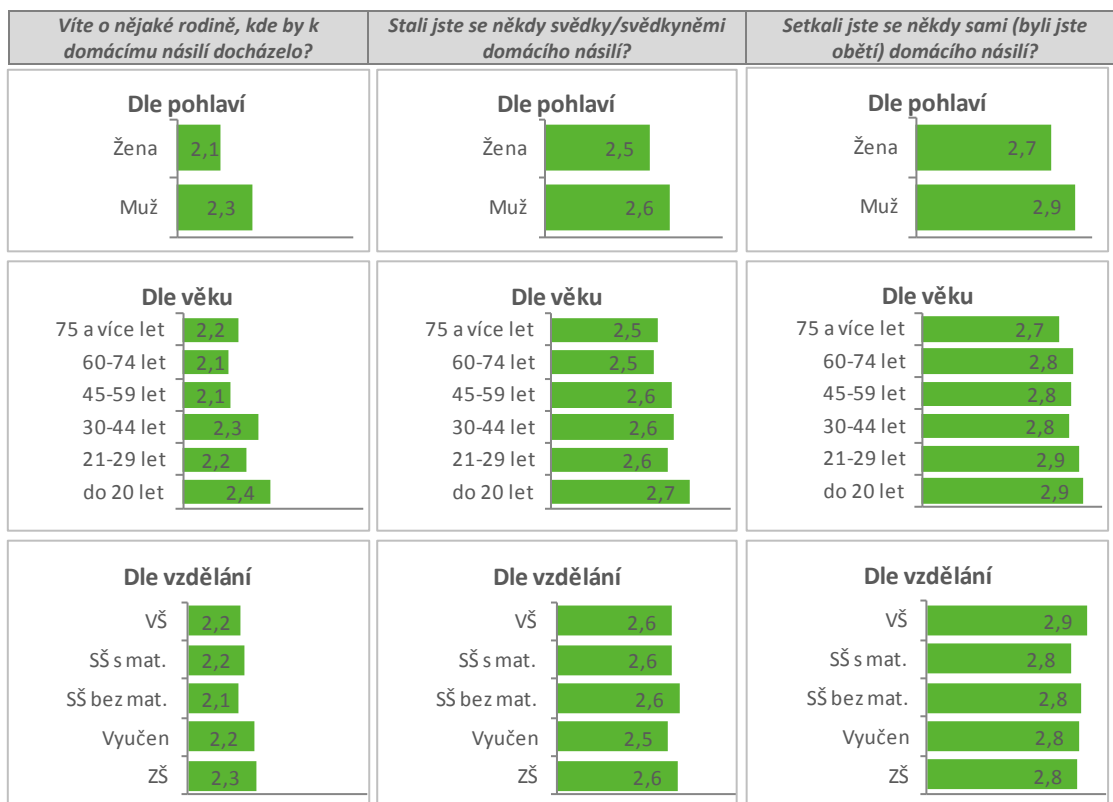 Víte o nějaké rodině, kde by k
domácímu násilí docházelo?
Stali jste se někdy svědky/svědkyněmi
domácího násilí?
Setkali jste se někdy sami (byli jste
obětí) domácího násilí?
Dle pohlaví
Žena 2,1
Muž 2,3
Dle pohlaví
Žena 2,5
Muž 2,6
Dle pohlaví
Žena 2,7
Muž 2,9
Dle věku
75 a více let 2,2
60-74 let 2,1
45-59 let 2,1
30-44 let 2,3
21-29 let 2,2
do 20 let 2,4
Dle věku
75 a více let 2,5
60-74 let 2,5
45-59 let 2,6
30-44 let 2,6
21-29 let 2,6
do 20 let 2,7
Dle věku
75 a více let 2,7
60-74 let 2,8
45-59 let 2,8
30-44 let 2,8
21-29 let 2,9
do 20 let 2,9
Dle vzdělání
VŠ 2,2
SŠ s mat. 2,2
SŠ bez mat. 2,1
Vyučen 2,2
ZŠ 2,3
Dle vzdělání
VŠ 2,6
SŠ s mat. 2,6
SŠ bez mat. 2,6
Vyučen 2,5
ZŠ 2,6
Dle vzdělání
VŠ 2,9
SŠ s mat. 2,8
SŠ bez mat. 2,8
Vyučen 2,8
ZŠ 2,8